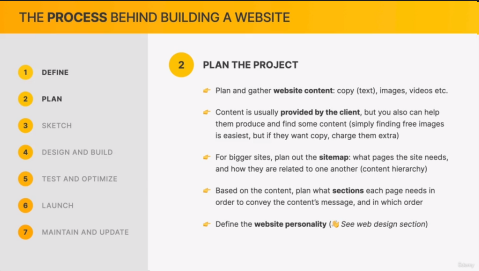 THE PROCESS BEHIND BUILDING A WEBSITE
1 DEFINE
2 PLAN
3 SKETCH
4 DESIGN AND BUILD
5 TEST AND OPTIMIZE
6 LAUNCH
7 MAINTAIN AND UPDATE
2 PLAN THE PROJECT
👉 Plan and gather website content: copy (text), images, videos etc.
👉 Content is usually provided by the client, but you also can help
them produce and find some content (simply finding free images
is easiest, but if they want copy, charge them extra)
👉 For bigger sites, plan out the sitemap: what pages the site needs,
and how they are related to one another (content hierarchy)
👉 Based on the content, plan what sections each page needs in
order to convey the content's message, and in which order
👉 Define the website personality (👋 See web design section)